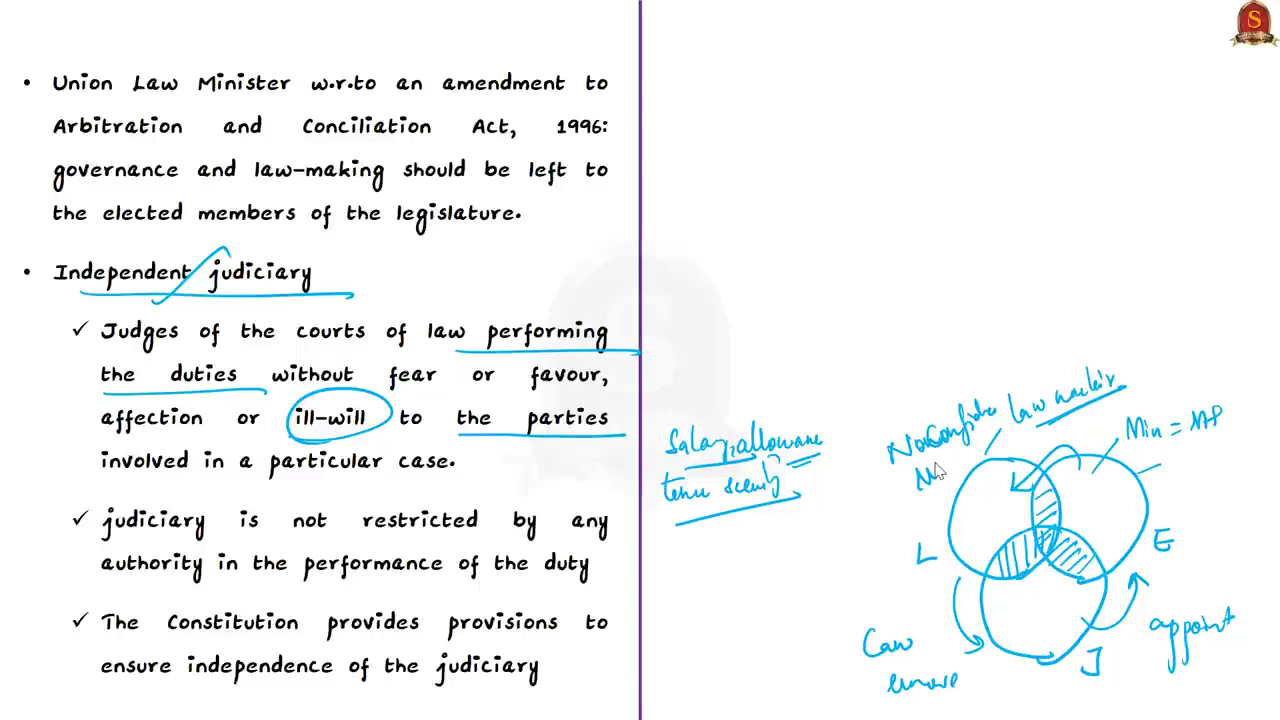 • Union Law Minister w.r.to an amendment to
Arbitration and Conciliation Act, 1996:
governance and law-making should be left to
the elected members of the legislature.
• Independent judiciary
✓ Judges of the courts of law performing
the duties without fear or favour,
affection or ill-will to the parties
involved in a particular case.
✓ judiciary is not restricted by any
authority in the performance of the duty
✓ The Constitution provides provisions to
ensure independence of the judiciary
S
Salary, allowance
law
Min = MP
L
E
J
appoint